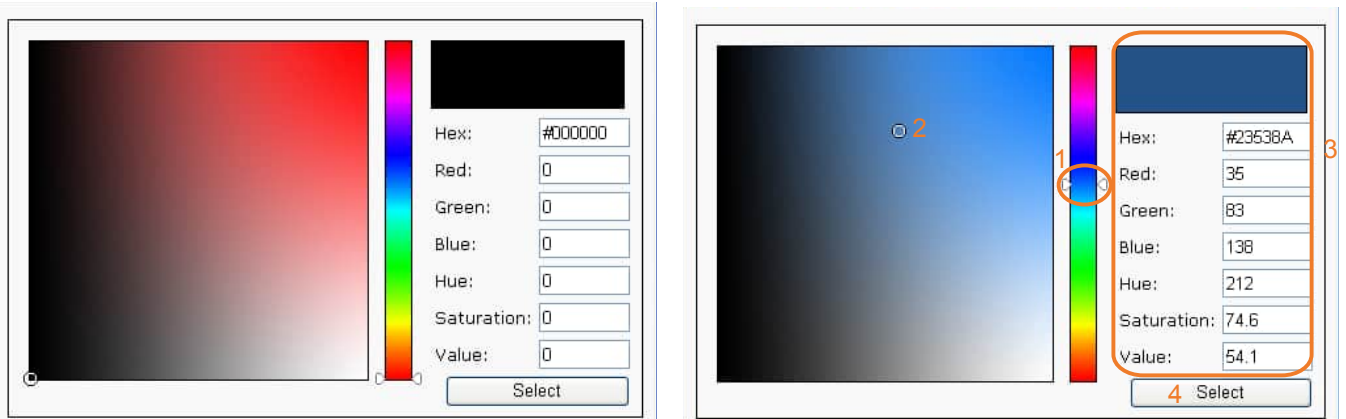 Hex: #000000
Red: 0
Green: 0
Blue: 0
Hue: 0
Saturation: 0
Value: 0
Select
1
2
3
Hex: #23538A
Red: 35
Green: 83
Blue: 138
Hue: 212
Saturation: 74.6
Value: 54.1
4 Select